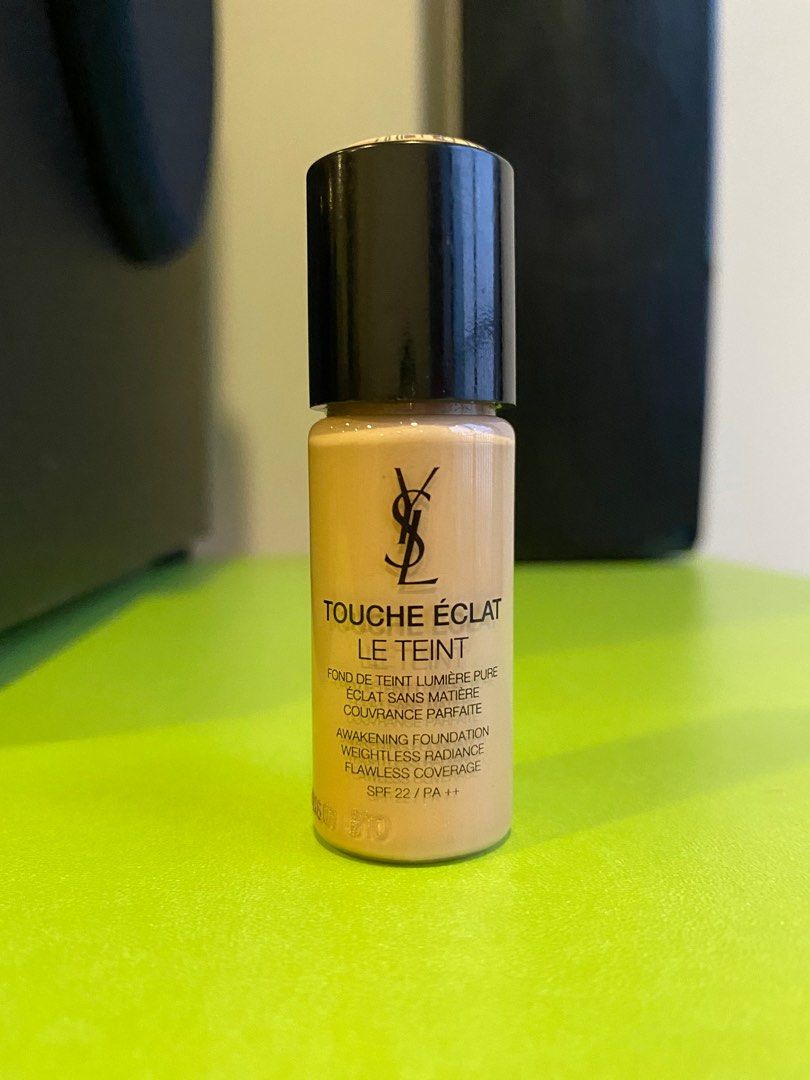 YSL
TOUCHE ÉCLAT
LE TEINT
FOND DE TEINT LUMIÈRE PURE
ÉCLAT SANS MATIÈRE
COUVRANCE PARFAITE
AWAKENING FOUNDATION
WEIGHTLESS RADIANCE
FLAWLESS COVERAGE
SPF 22 / PA ++